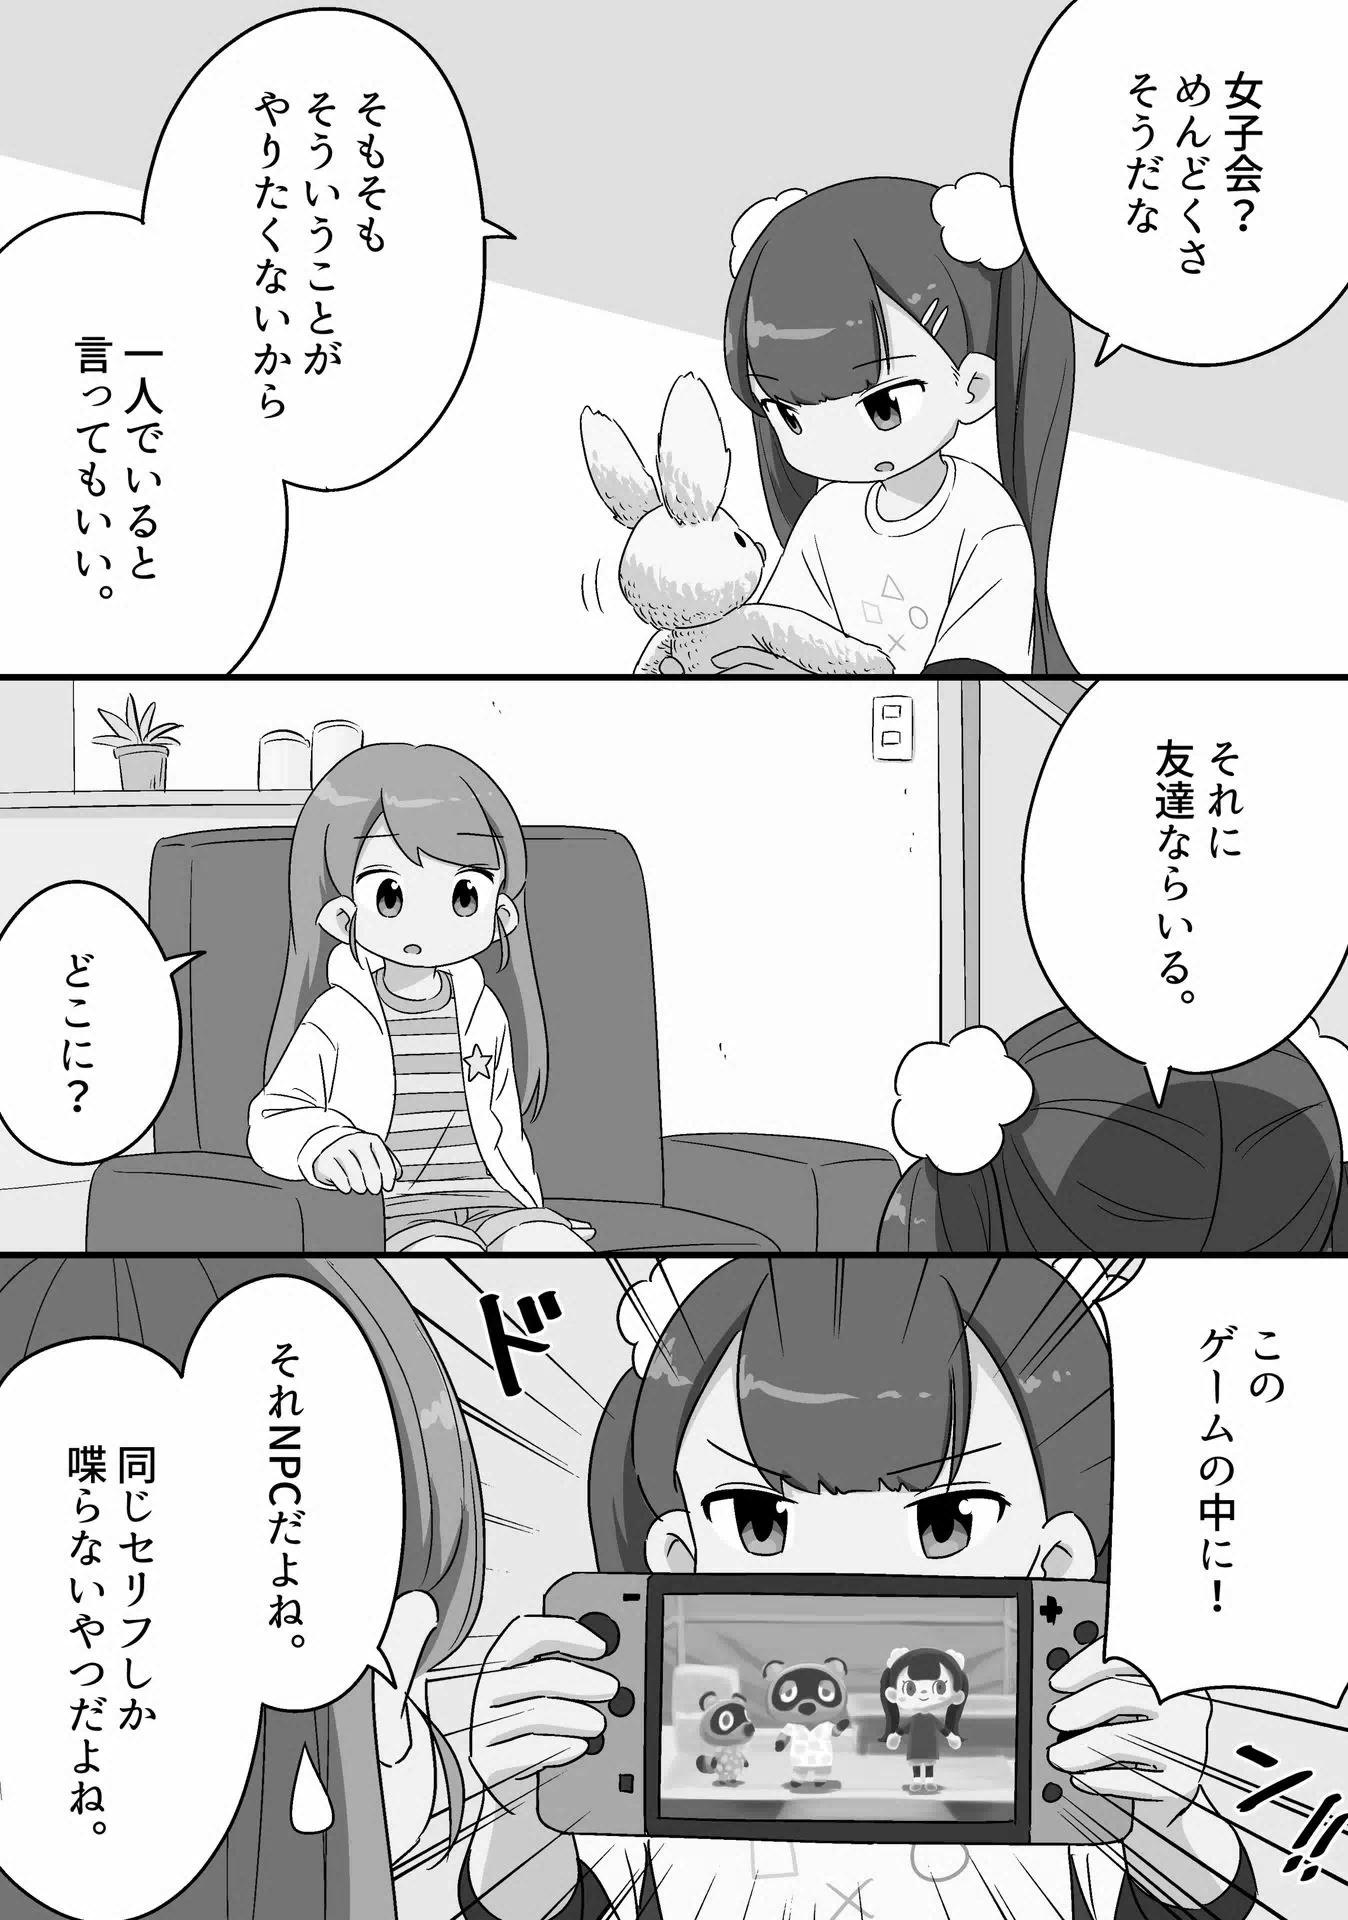 女子会?
めんどくさ
そうだな
そもそも
そういうことが
やりたくないから
一人でいると
言ってもいい。
それに
友達ならいる。
どこに?
この
ゲームの中に!
ドン!!
それNPCだよね。
同じセリフしか
喋らないやつだよね。